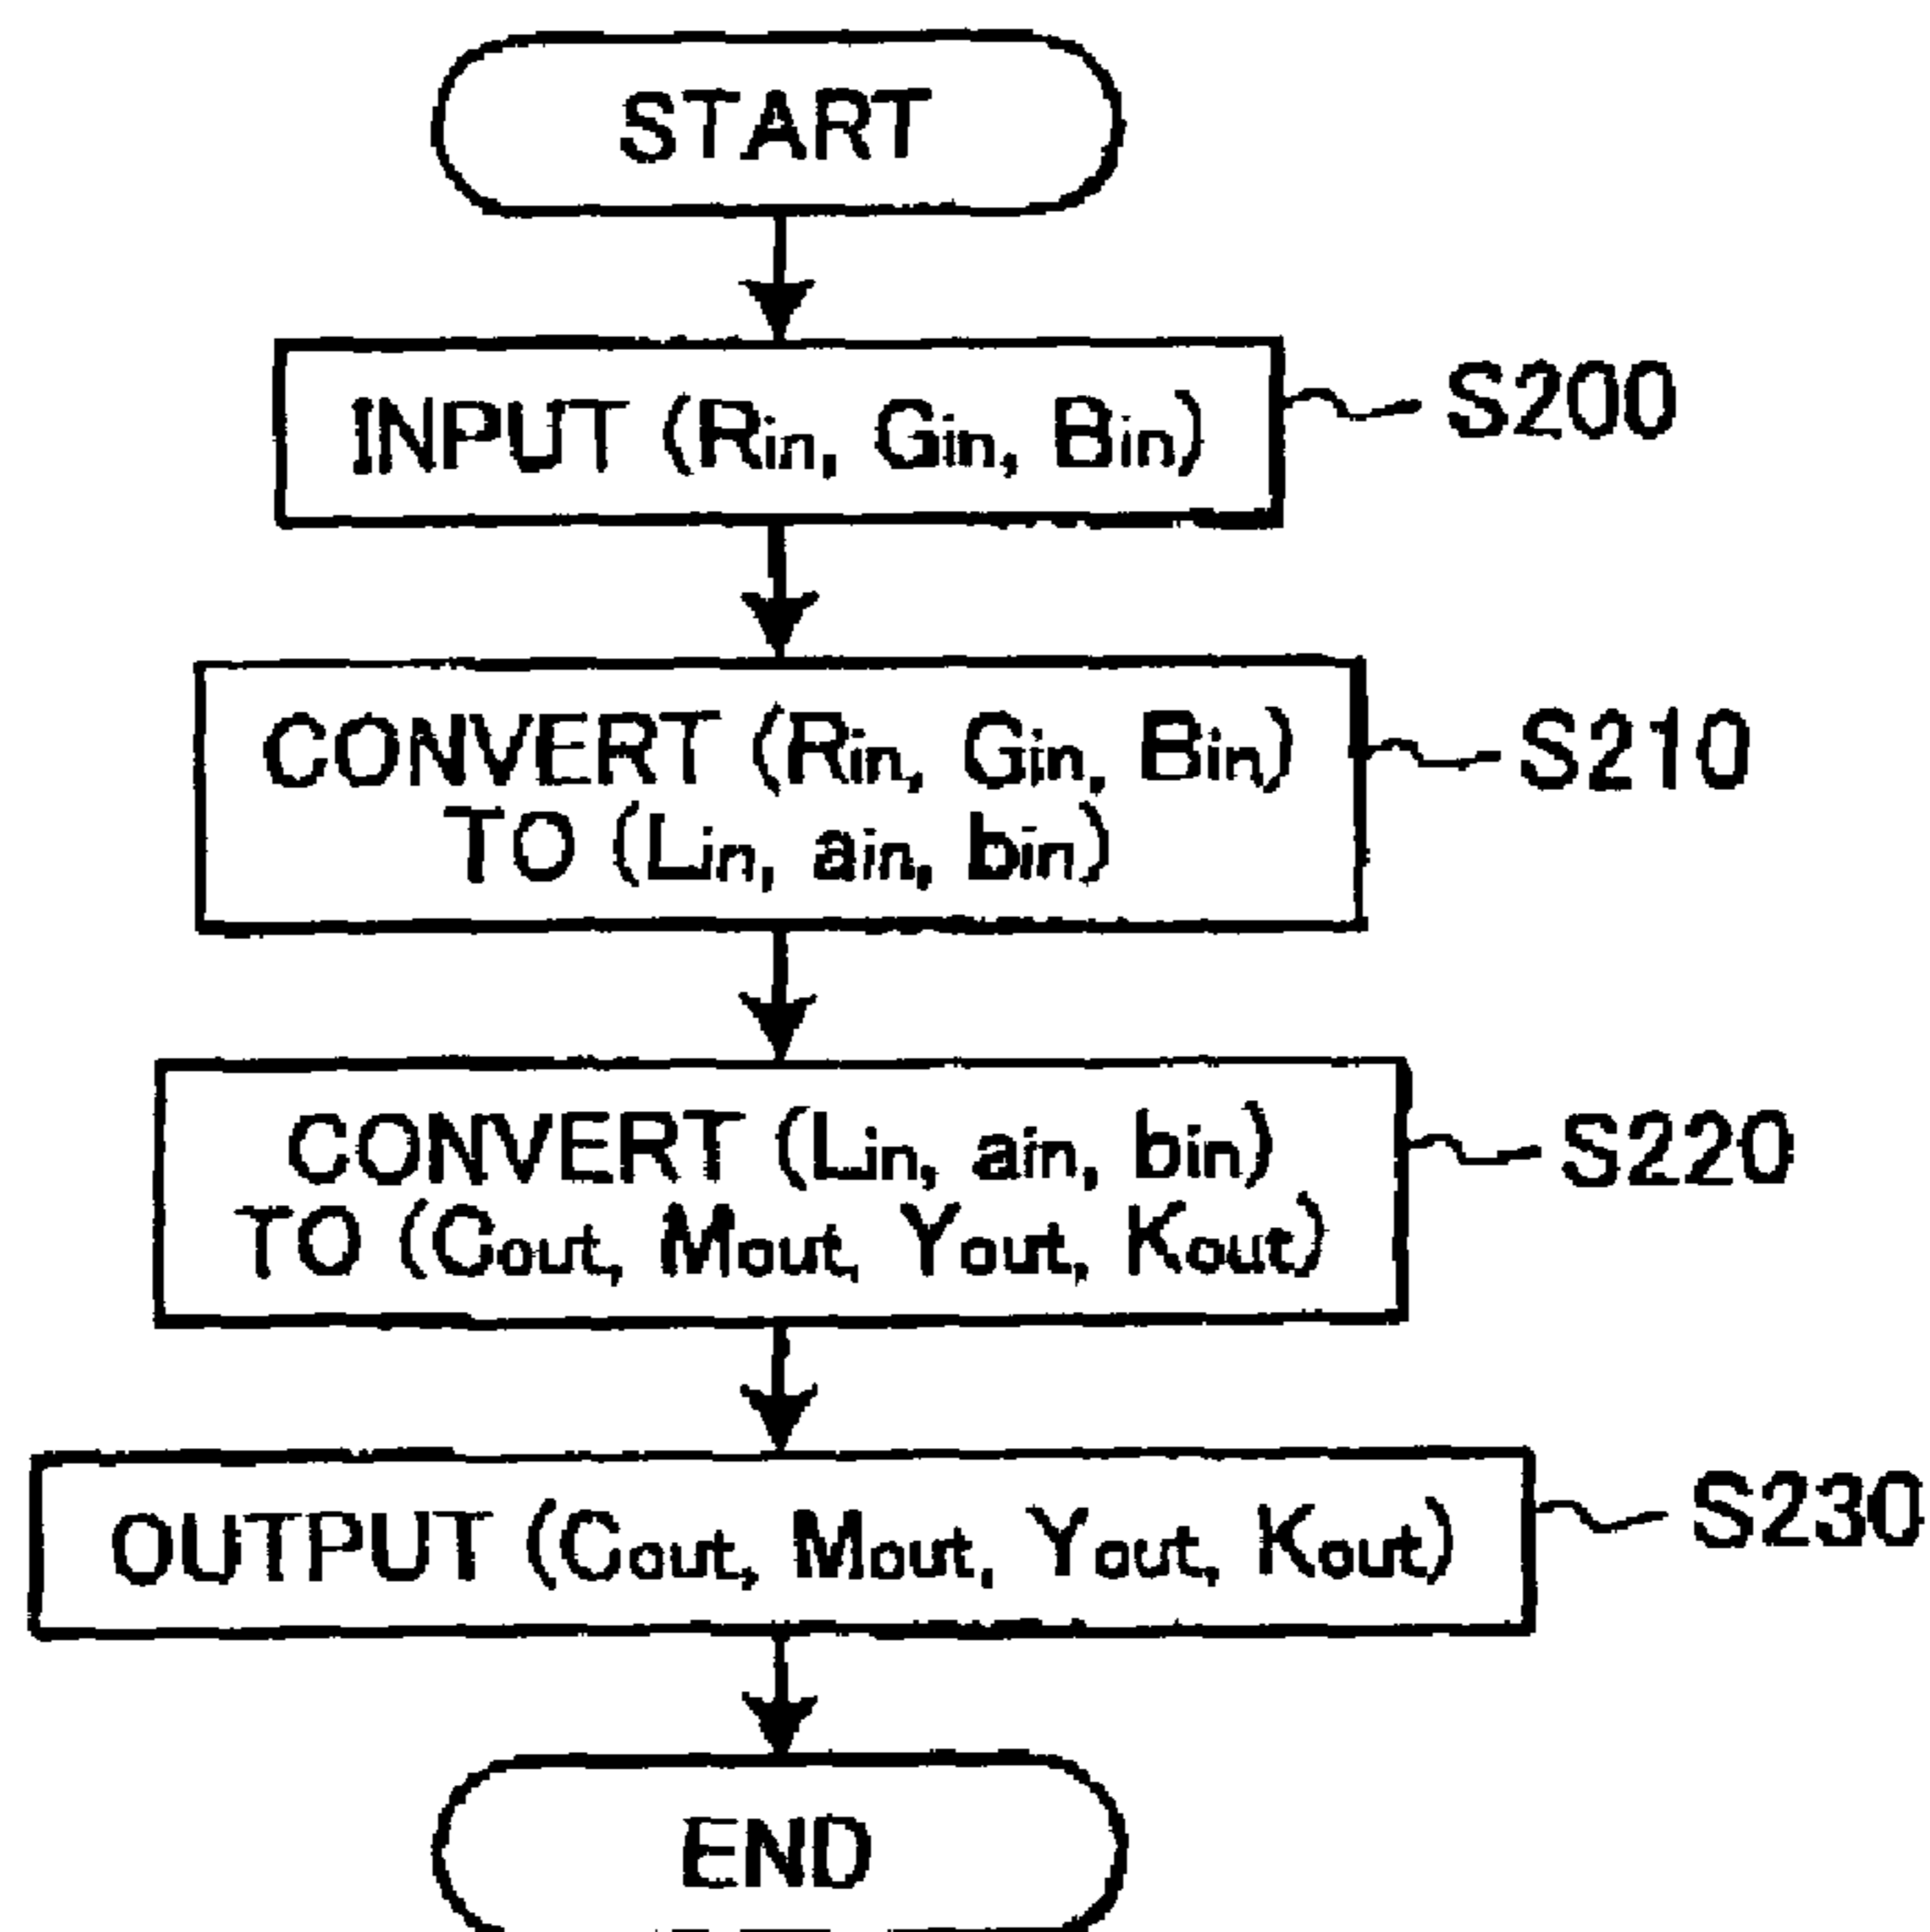 START
INPUT (Rin, Gin, Bin)
S200
CONVERT (Rin, Gin, Bin)
TO (Lin, ain, bin)
S210
CONVERT (Lin, ain, bin)
TO (Cout, Mout, Yout, Kout)
S220
OUTPUT (Cout, Mout, Yout, Kout)
S230
END